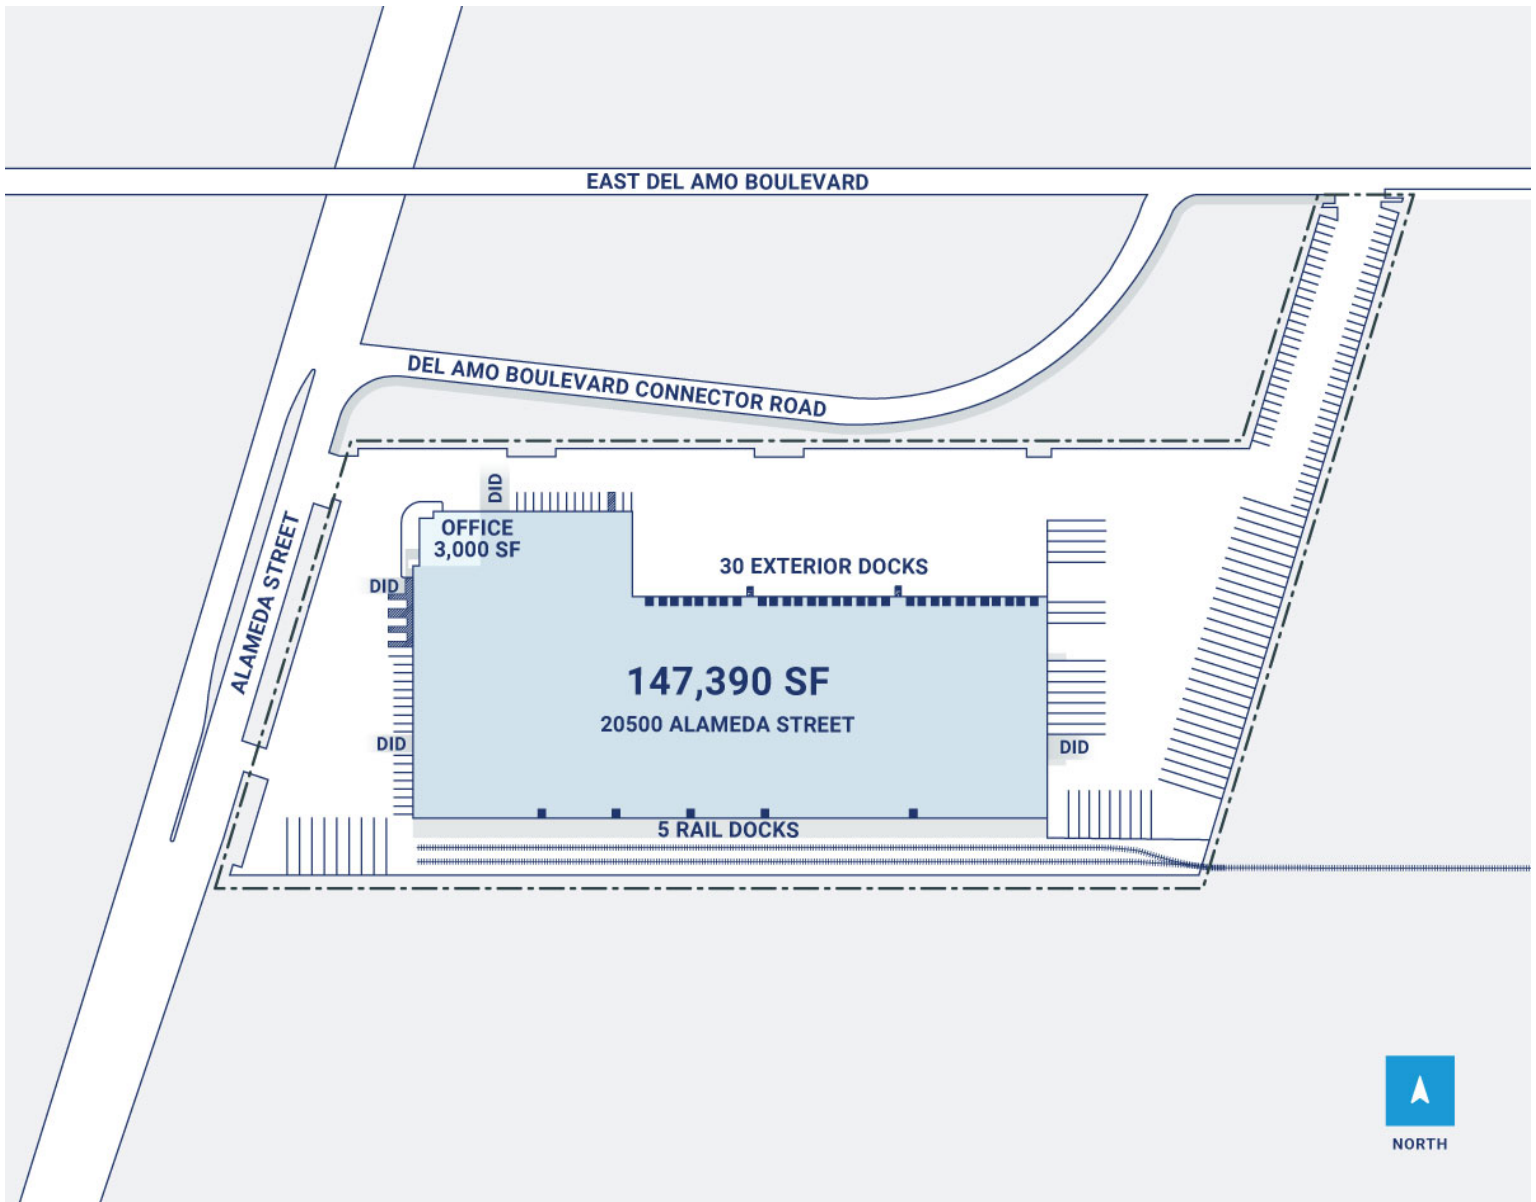 EAST DEL AMO BOULEVARD
DEL AMO BOULEVARD CONNECTOR ROAD
ALAMEDA STREET
DID
OFFICE
3,000 SF
30 EXTERIOR DOCKS
DID
147,390 SF
20500 ALAMEDA STREET
DID
DID
5 RAIL DOCKS
NORTH